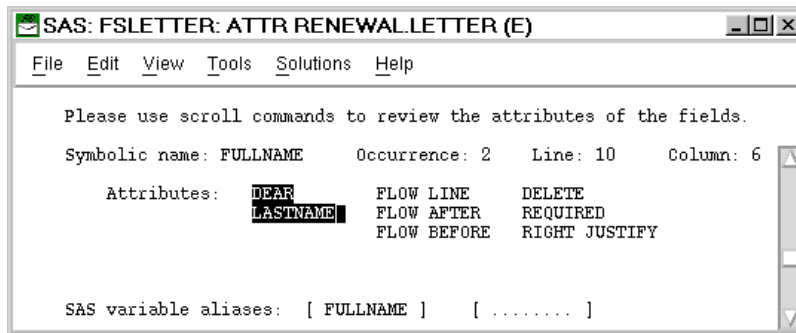 SAS: FSLETTER: ATTR RENEWAL.LETTER (E)
File Edit View Tools Solutions Help
Please use scroll commands to review the attributes of the fields.
Symbolic name: FULLNAME Occurrence: 2 Line: 10 Column: 6
Attributes: DEAR FLOW LINE DELETE
LASTNAME FLOW AFTER REQUIRED
FLOW BEFORE RIGHT JUSTIFY
SAS variable aliases: [ FULLNAME ] [ ........ ]